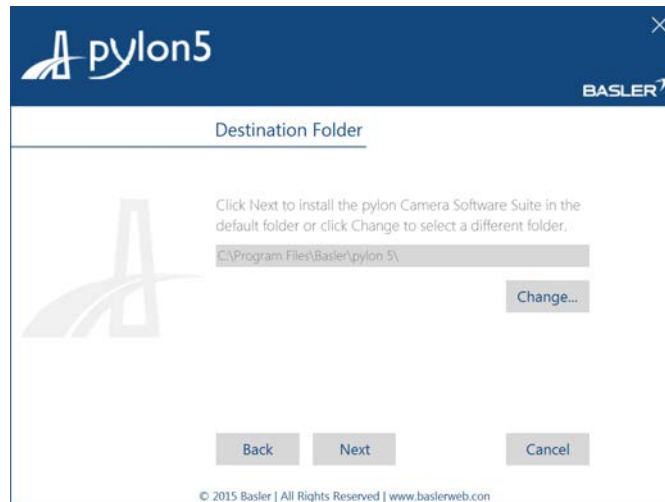 pylon5
BASLER
Destination Folder
Click Next to install the pylon Camera Software Suite in the
default folder or click Change to select a different folder.
C:\Program Files\Basler\pylon 5\
Change...
Back Next Cancel
© 2015 Basler | All Rights Reserved | www.baslerweb.con